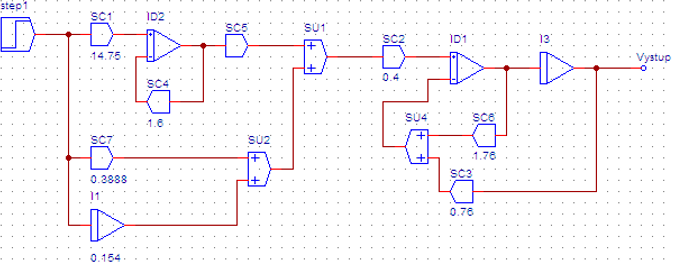 step1
SC1
14.75
ID2
SC5
SC4
1.6
SU1
SC2
0.4
ID1
I3
Vystup
SU4
SC6
1.76
SC3
0.76
SC7
0.3888
SU2
I1
0.154